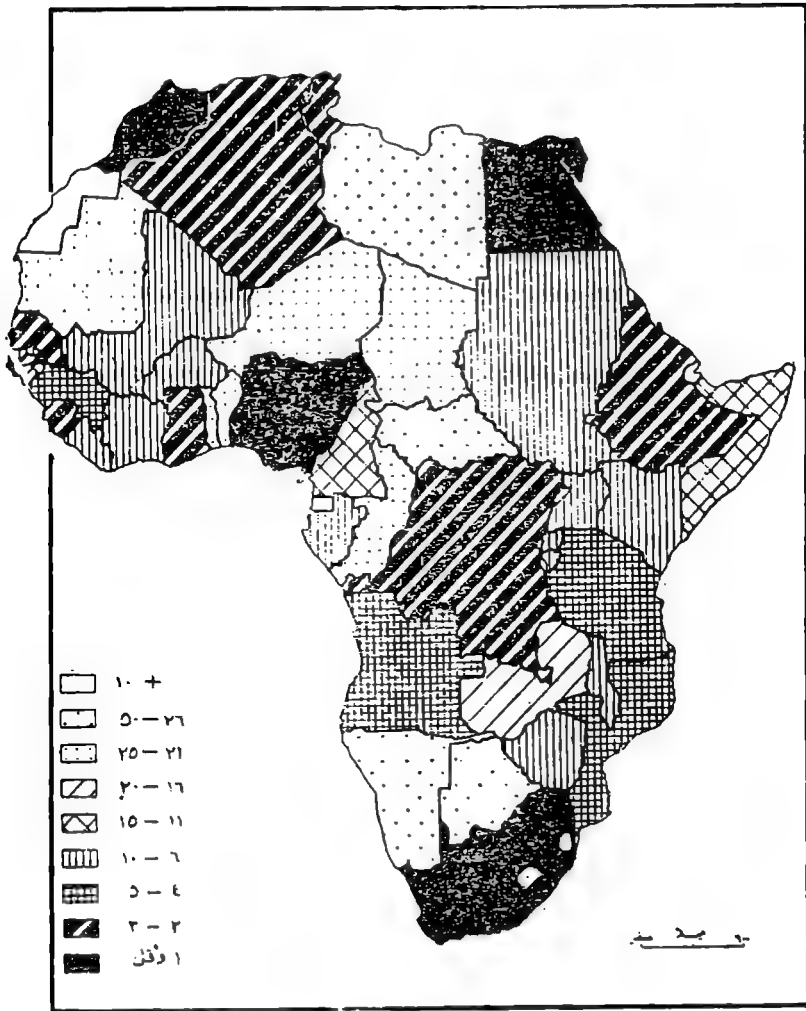 + ١٠
٢٦ — ٥٠
٢١ — ٢٥
١٦ — ٢٠
١١ — ١٥
٦ — ١٠
٤ — ٥
٢ — ٣
١ وأقل